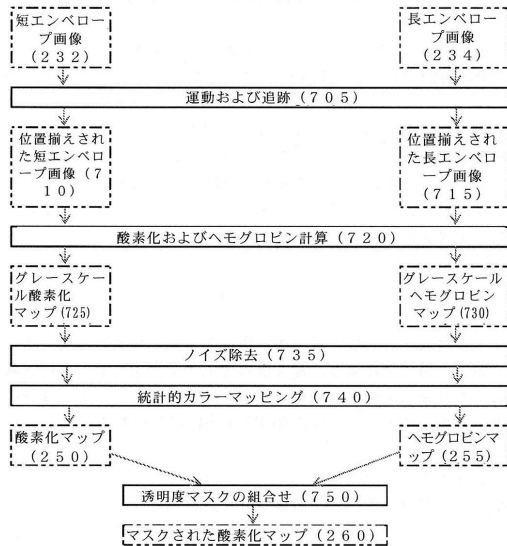 短エンベロー
プ画像
(232)
長エンベロー
プ画像
(234)
運動および追跡(705)
位置揃えされ
た短エンベロ
ープ画像(7
10)
位置揃えされ
た長エンベロ
ープ画像
(715)
酸素化およびヘモグロビン計算(720)
グレースケー
ル酸素化
マップ(725)
グレースケール
ヘモグロビン
マップ(730)
ノイズ除去(735)
統計的カラーマッピング(740)
酸素化マップ
(250)
ヘモグロビンマ
ップ(255)
透明度マスクの組合せ(750)
マスクされた酸素化マップ(260)